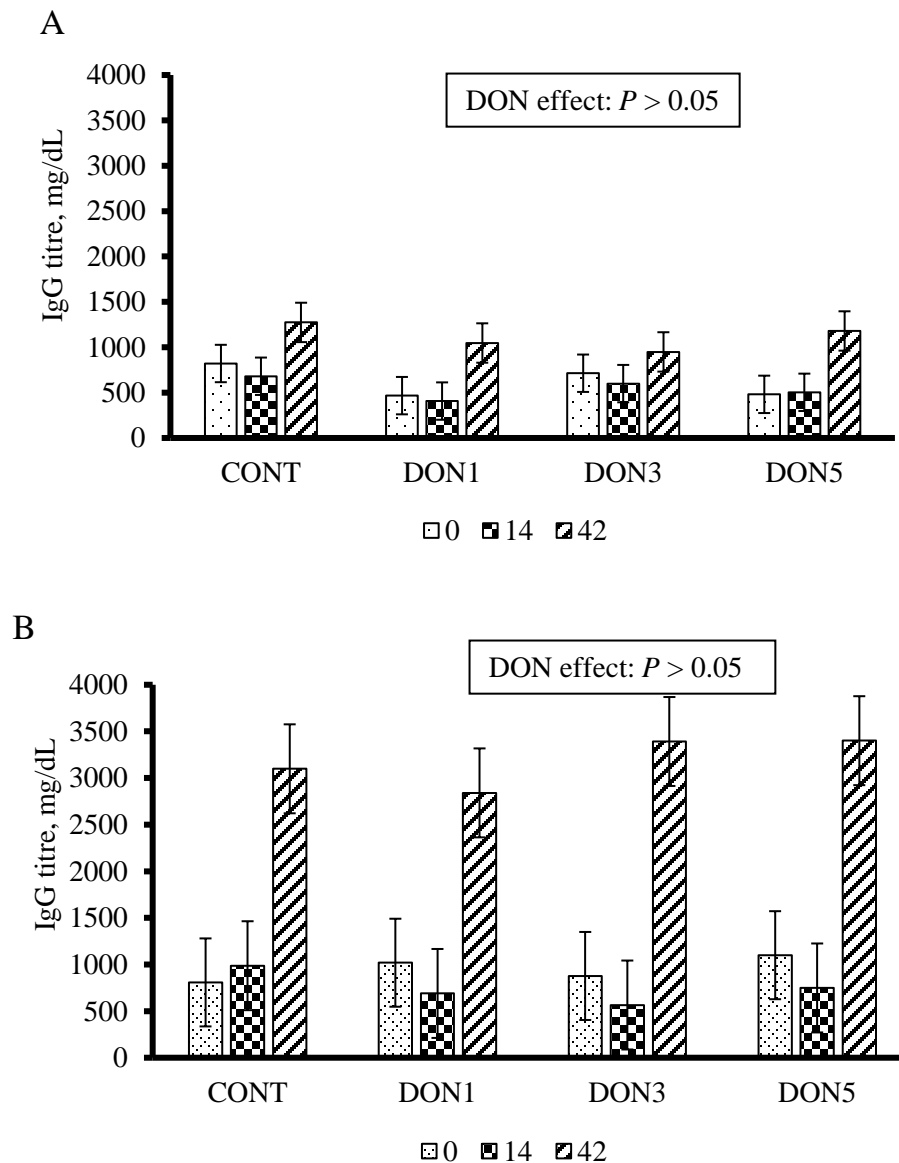 A
DON effect: P > 0.05
IgG titre, mg/dL
4000
3500
3000
2500
2000
1500
1000
500
0
CONT DON1 DON3 DON5
0 14 42
B
DON effect: P > 0.05
IgG titre, mg/dL
4000
3500
3000
2500
2000
1500
1000
500
0
CONT DON1 DON3 DON5
0 14 42